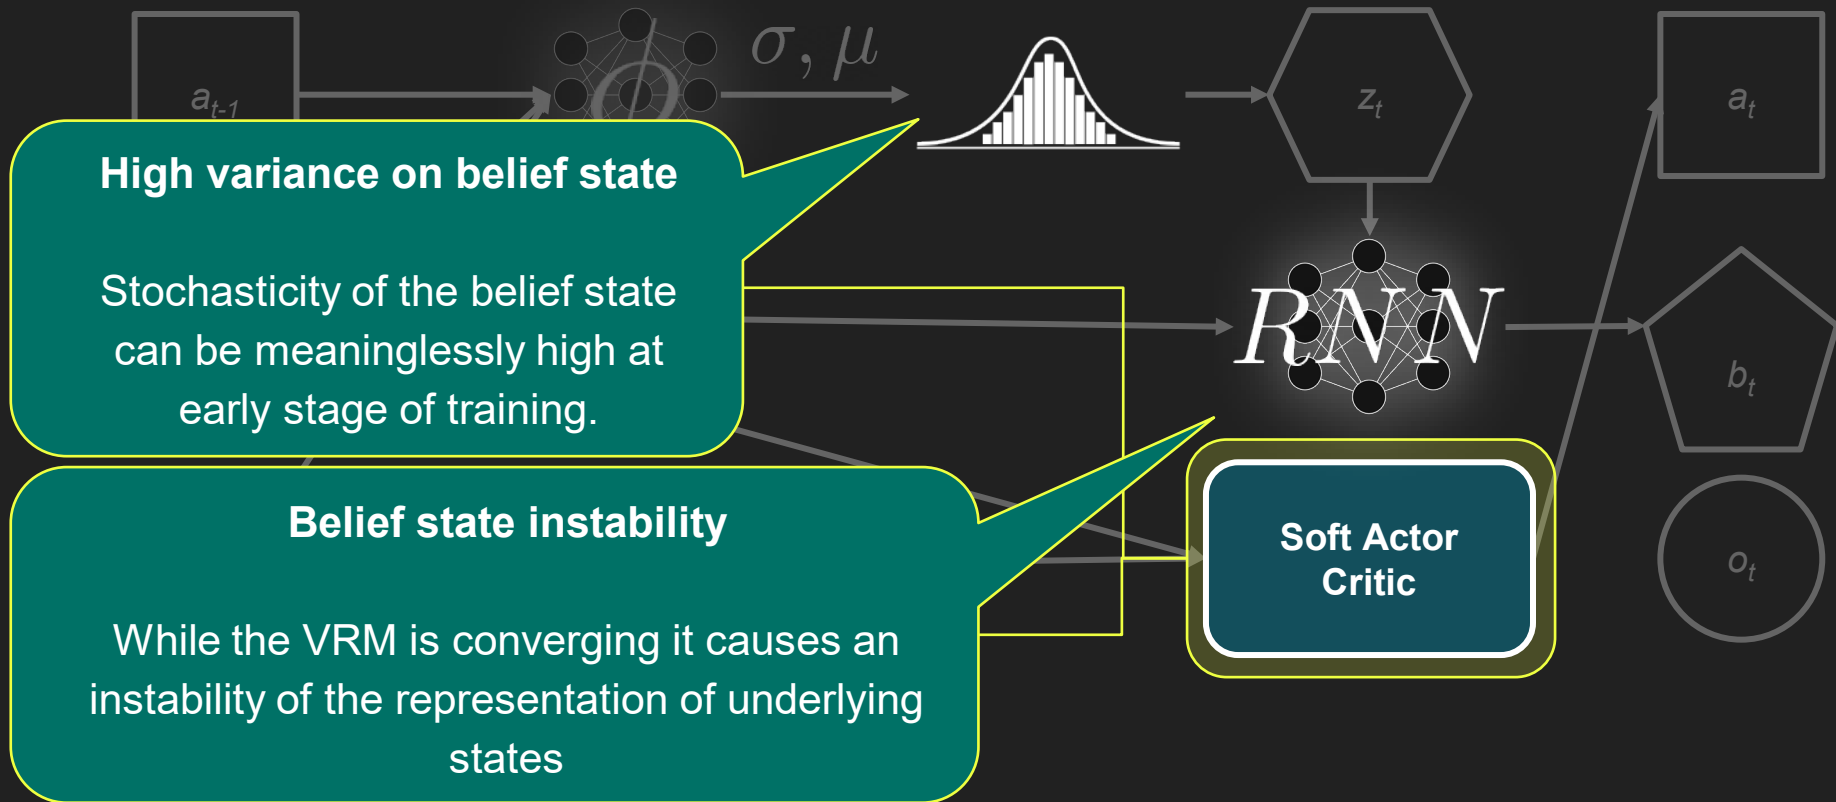 a_{t-1}
ϕ
σ, μ
z_t
a_t
High variance on belief state
Stochasticity of the belief state
can be meaninglessly high at
early stage of training.
RNN
b_t
Belief state instability
While the VRM is converging it causes an
instability of the representation of underlying
states
Soft Actor
Critic
o_t